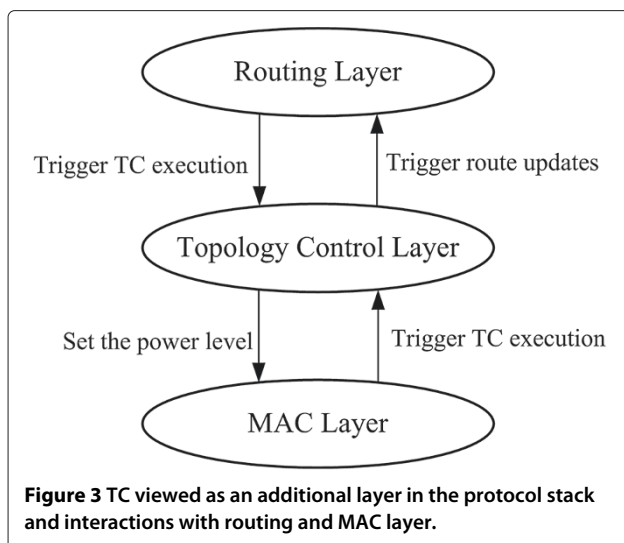 Routing Layer
Trigger TC execution
Trigger route updates
Topology Control Layer
Set the power level
Trigger TC execution
MAC Layer
Figure 3 TC viewed as an additional layer in the protocol stack
and interactions with routing and MAC layer.